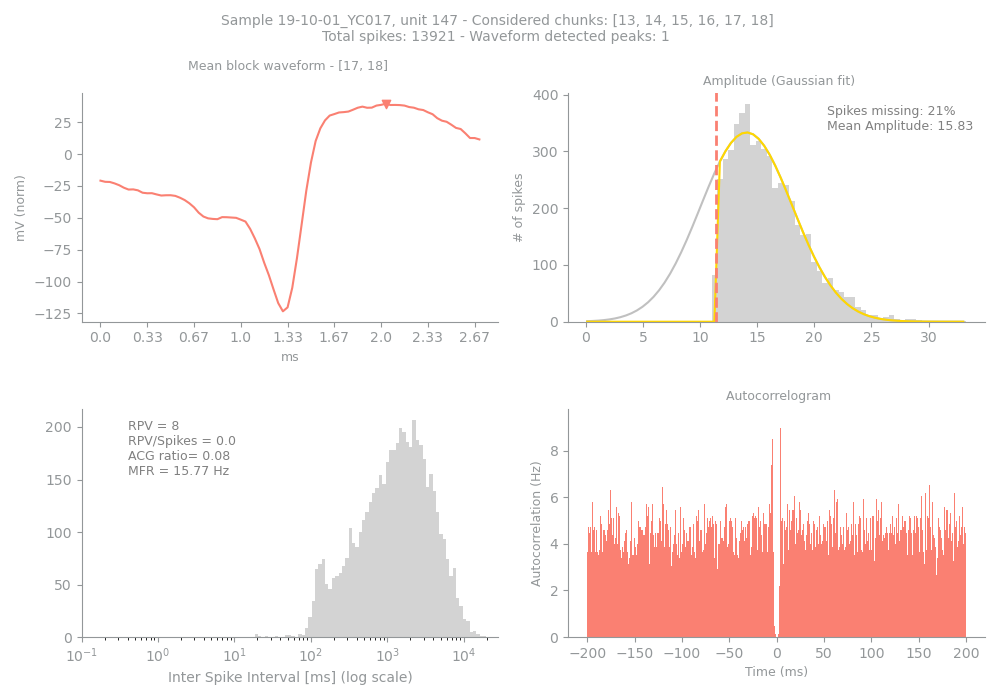 Sample 19-10-01_YC017, unit 147 - Considered chunks: [13, 14, 15, 16, 17, 18]
Total spikes: 13921 - Waveform detected peaks: 1
Mean block waveform - [17, 18]
25
0
−25
−50
−75
−100
−125
mV (norm)
0.0 0.33 0.67 1.0 1.33 1.67 2.0 2.33 2.67
ms
Amplitude (Gaussian fit)
Spikes missing: 21%
Mean Amplitude: 15.83
400
300
200
100
0
# of spikes
0 5 10 15 20 25 30
RPV = 8
RPV/Spikes = 0.0
ACG ratio= 0.08
MFR = 15.77 Hz
200
150
100
50
0
10⁻¹ 10⁰ 10¹ 10² 10³ 10⁴
Inter Spike Interval [ms] (log scale)
Autocorrelogram
8
6
4
2
0
Autocorrelation (Hz)
−200 −150 −100 −50 0 50 100 150 200
Time (ms)